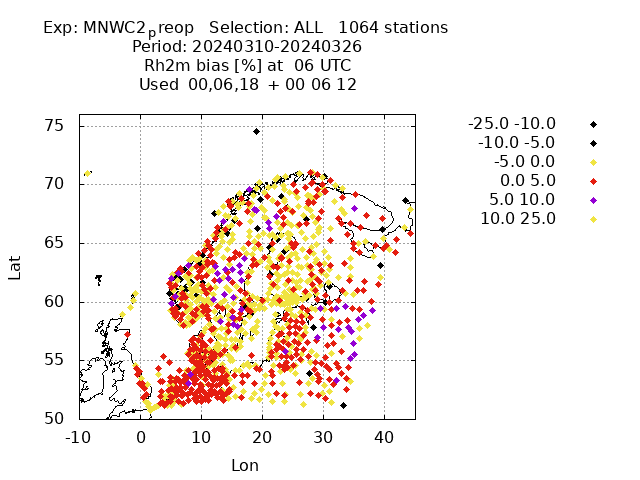 Exp: MNWC2preop Selection: ALL 1064 stations
Period: 20240310-20240326
Rh2m bias [%] at 06 UTC
Used 00,06,18 + 00 06 12
-25.0 -10.0
-10.0 -5.0
-5.0 0.0
0.0 5.0
5.0 10.0
10.0 25.0
75
70
65
60
55
50
Lat
-10 0 10 20 30 40
Lon